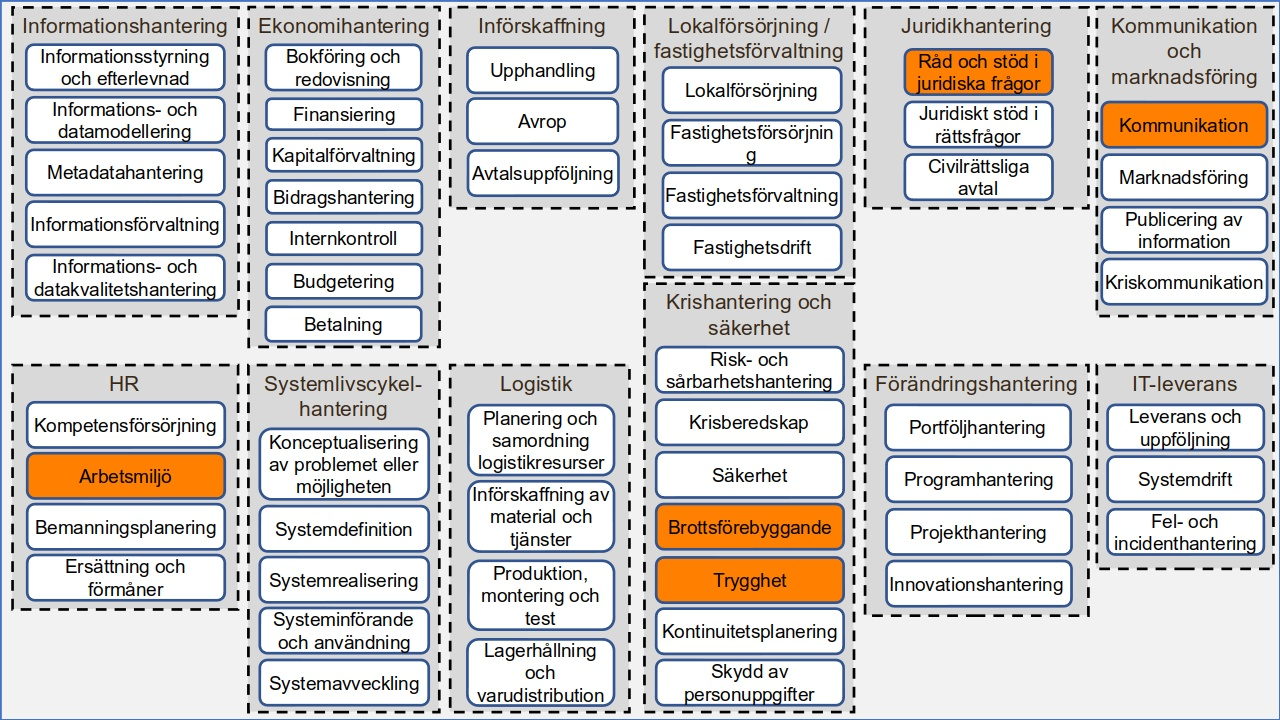 Informationshantering
Informationsstyrning
och efterlevnad
Informations- och
datamodellering
Metadatahantering
Informationsförvaltning
Informations- och
datakvalitetshantering
Ekonomihantering
Bokföring och
redovisning
Finansiering
Kapitalförvaltning
Bidragshantering
Internkontroll
Budgetering
Betalning
Införskaffning
Upphandling
Avrop
Avtalsuppföljning
Lokalförsörjning /
fastighetsförvaltning
Lokalförsörjning
Fastighetsförsörjnin
g
Fastighetsförvaltning
Fastighetsdrift
Juridikhantering
Råd och stöd i
juridiska frågor
Juridiskt stöd i
rättsfrågor
Civilrättsliga
avtal
Kommunikation
och
marknadsföring
Kommunikation
Marknadsföring
Publicering av
information
Kriskommunikation
HR
Kompetensförsörjning
Arbetsmiljö
Bemanningsplanering
Ersättning och
förmåner
Systemlivscykel-
hantering
Konceptualisering
av problemet eller
möjligheten
Systemdefinition
Systemrealisering
Systeminförande
och användning
Systemavveckling
Logistik
Planering och
samordning
logistikresurser
Införskaffning av
material och
tjänster
Produktion,
montering och
test
Lagerhållning
och
varudistribution
Krishantering och
säkerhet
Risk- och
sårbarhetshantering
Krisberedskap
Säkerhet
Brottsförebyggande
Trygghet
Kontinuitetsplanering
Skydd av
personuppgifter
Förändringshantering
Portföljhantering
Programhantering
Projekthantering
Innovationshantering
IT-leverans
Leverans och
uppföljning
Systemdrift
Fel- och
incidenthantering